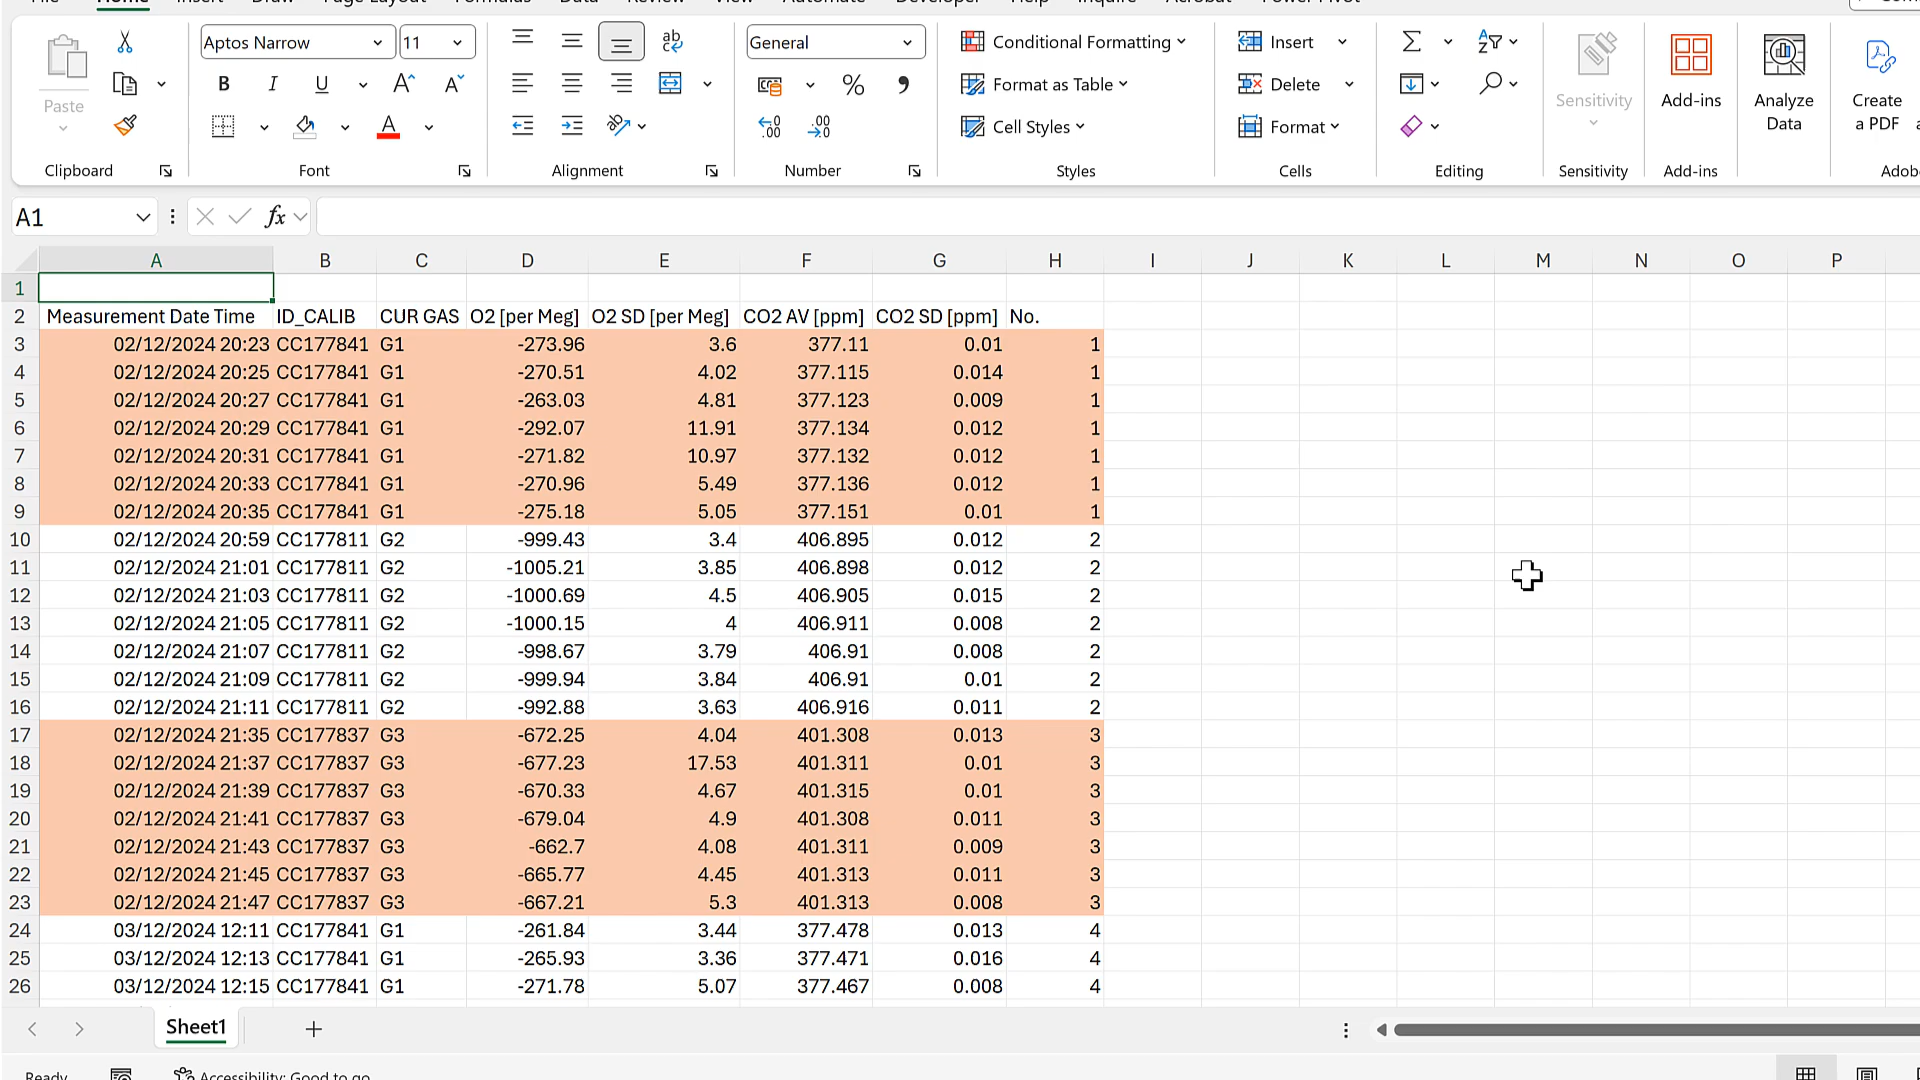 Home Insert Draw Page Layout Formulas Data Review View Automate Developer Help Inquire Acrobat Power Pivot
Aptos Narrow 11 ab c General Conditional Formatting Insert
Paste B I U A A % Format as Table Delete Sensitivity Add-ins Analyze Data Create a PDF
A Cell Styles Format
Clipboard Font Alignment Number Styles Cells Editing Sensitivity Add-ins
A1 fx
A B C D E F G H I J K L M N O P
1
2 Measurement Date Time ID_CALIB CUR GAS O2 [per Meg] O2 SD [per Meg] CO2 AV [ppm] CO2 SD [ppm] No.
3 02/12/2024 20:23 CC177841 G1 -273.96 3.6 377.11 0.01 1
4 02/12/2024 20:25 CC177841 G1 -270.51 4.02 377.115 0.014 1
5 02/12/2024 20:27 CC177841 G1 -263.03 4.81 377.123 0.009 1
6 02/12/2024 20:29 CC177841 G1 -292.07 11.91 377.134 0.012 1
7 02/12/2024 20:31 CC177841 G1 -271.82 10.97 377.132 0.012 1
8 02/12/2024 20:33 CC177841 G1 -270.96 5.49 377.136 0.012 1
9 02/12/2024 20:35 CC177841 G1 -275.18 5.05 377.151 0.01 1
10 02/12/2024 20:59 CC177811 G2 -999.43 3.4 406.895 0.012 2
11 02/12/2024 21:01 CC177811 G2 -1005.21 3.85 406.898 0.012 2
12 02/12/2024 21:03 CC177811 G2 -1000.69 4.5 406.905 0.015 2
13 02/12/2024 21:05 CC177811 G2 -1000.15 4 406.911 0.008 2
14 02/12/2024 21:07 CC177811 G2 -998.67 3.79 406.91 0.008 2
15 02/12/2024 21:09 CC177811 G2 -999.94 3.84 406.91 0.01 2
16 02/12/2024 21:11 CC177811 G2 -992.88 3.63 406.916 0.011 2
17 02/12/2024 21:35 CC177837 G3 -672.25 4.04 401.308 0.013 3
18 02/12/2024 21:37 CC177837 G3 -677.23 17.53 401.311 0.01 3
19 02/12/2024 21:39 CC177837 G3 -670.33 4.67 401.315 0.01 3
20 02/12/2024 21:41 CC177837 G3 -679.04 4.9 401.308 0.011 3
21 02/12/2024 21:43 CC177837 G3 -662.7 4.08 401.311 0.009 3
22 02/12/2024 21:45 CC177837 G3 -665.77 4.45 401.313 0.011 3
23 02/12/2024 21:47 CC177837 G3 -667.21 5.3 401.313 0.008 3
24 03/12/2024 12:11 CC177841 G1 -261.84 3.44 377.478 0.013 4
25 03/12/2024 12:13 CC177841 G1 -265.93 3.36 377.471 0.016 4
26 03/12/2024 12:15 CC177841 G1 -271.78 5.07 377.467 0.008 4
Sheet1
Ready Accessibility: Good to go